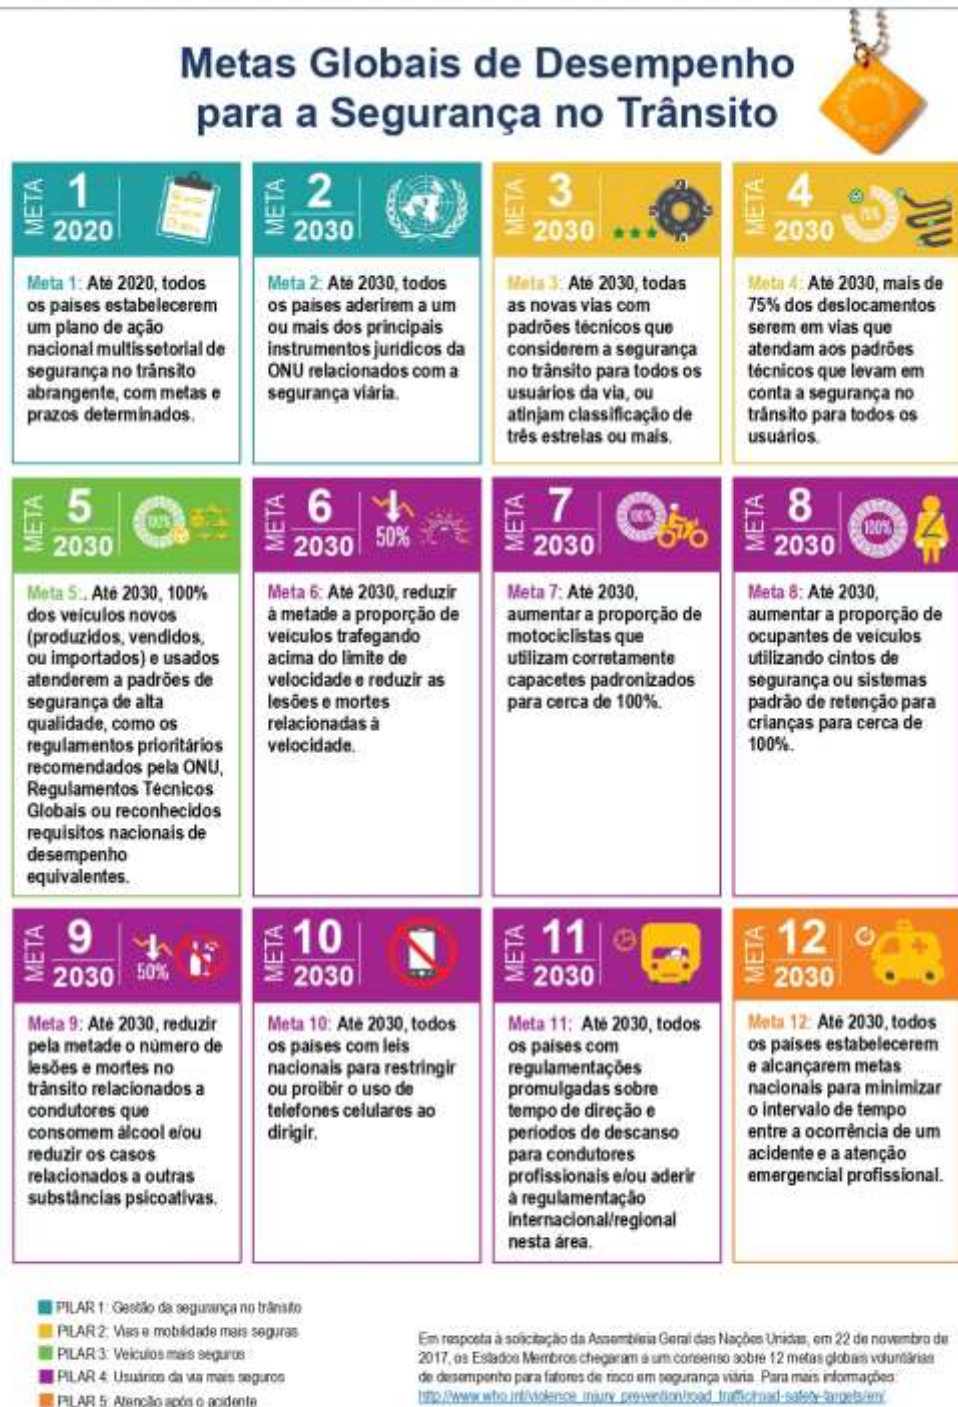 Metas Globais de Desempenho
para a Segurança no Trânsito
META
1
2020
META
2
2030
META
3
2030
META
4
2030
75%
Meta 1: Até 2020, todos
os países estabelecerem
um plano de ação
nacional multissetorial de
segurança no trânsito
abrangente, com metas e
prazos determinados.
Meta 2: Até 2030, todos
os países aderirem a um
ou mais dos principais
instrumentos jurídicos da
ONU relacionados com a
segurança viária.
Meta 3: Até 2030, todas
as novas vias com
padrões técnicos que
considerem a segurança
no trânsito para todos os
usuários da via, ou
atinjam classificação de
três estrelas ou mais.
Meta 4: Até 2030, mais de
75% dos deslocamentos
serem em vias que
atendam aos padrões
técnicos que levam em
conta a segurança no
trânsito para todos os
usuários.
META
5
2030
100%
META
6
2030
50%
META
7
2030
100%
META
8
2030
100%
Meta 5:. Até 2030, 100%
dos veículos novos
(produzidos, vendidos,
ou importados) e usados
atenderem a padrões de
segurança de alta
qualidade, como os
regulamentos prioritários
recomendados pela ONU,
Regulamentos Técnicos
Globais ou reconhecidos
requisitos nacionais de
desempenho
equivalentes.
Meta 6: Até 2030, reduzir
à metade a proporção de
veículos trafegando
acima do limite de
velocidade e reduzir as
lesões e mortes
relacionadas à
velocidade.
Meta 7: Até 2030,
aumentar a proporção de
motociclistas que
utilizam corretamente
capacetes padronizados
para cerca de 100%.
Meta 8: Até 2030,
aumentar a proporção de
ocupantes de veículos
utilizando cintos de
segurança ou sistemas
padrão de retenção para
crianças para cerca de
100%.
META
9
2030
50%
META
10
2030
META
11
2030
META
12
2030
Meta 9: Até 2030, reduzir
pela metade o número de
lesões e mortes no
trânsito relacionados a
condutores que
consomem álcool e/ou
reduzir os casos
relacionados a outras
substâncias psicoativas.
Meta 10: Até 2030, todos
os países com leis
nacionais para restringir
ou proibir o uso de
telefones celulares ao
dirigir.
Meta 11: Até 2030, todos
os países com
regulamentações
promulgadas sobre
tempo de direção e
períodos de descanso
para condutores
profissionais e/ou aderir
à regulamentação
internacional/regional
nesta área.
Meta 12: Até 2030, todos
os países estabelecerem
e alcançarem metas
nacionais para minimizar
o intervalo de tempo
entre a ocorrência de um
acidente e a atenção
emergencial profissional.
PILAR 1: Gestão da segurança no trânsito
PILAR 2: Vias e mobilidade mais seguras
PILAR 3: Veículos mais seguros
PILAR 4: Usuários da via mais seguros
PILAR 5: Atenção após o acidente
Em resposta à solicitação da Assembleia Geral das Nações Unidas, em 22 de novembro de
2017, os Estados Membros chegaram a um consenso sobre 12 metas globais voluntárias
de desempenho para fatores de risco em segurança viária. Para mais informações:
http://www.who.int/violence_injury_prevention/road_traffic/road-safety-targets/en/